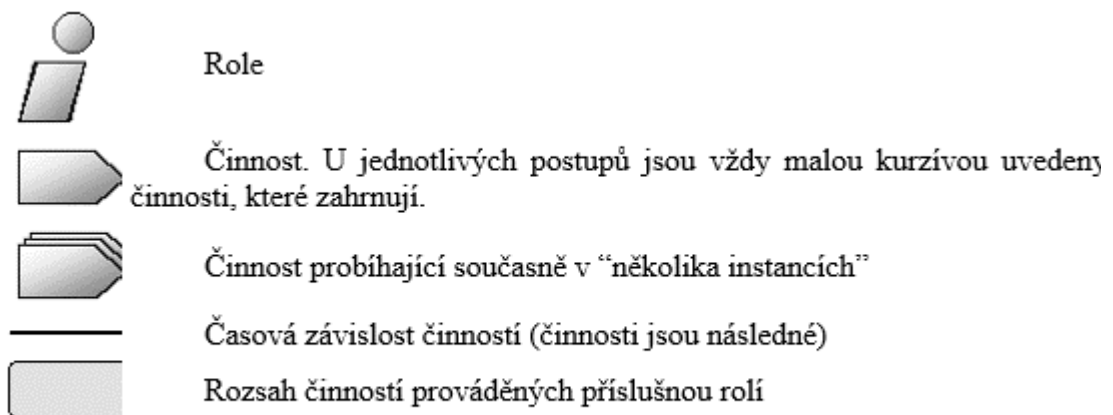 Role
Činnost. U jednotlivých postupů jsou vždy malou kurzívou uvedeny
činnosti, které zahrnují.
Činnost probíhající současně v “několika instancích”
Časová závislost činností (činnosti jsou následné)
Rozsah činností prováděných příslušnou rolí